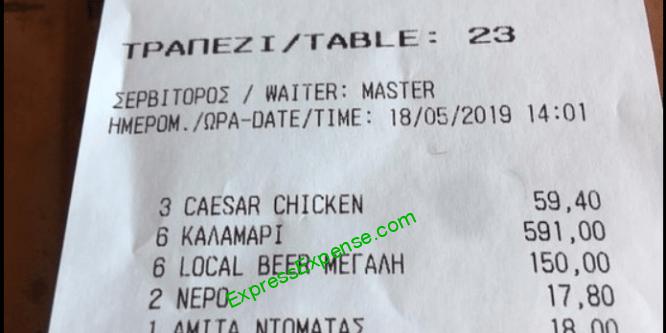 ΤΡΑΠΕΖΙ/TABLE: 23
ΣΕΡΒΙΤΟΡΟΣ / WAITER: MASTER
ΗΜΕΡΟΜ./ΩΡΑ-DATE/TIME: 18/05/2019 14:01
3 CAESAR CHICKEN 59,40
6 ΚΑΛΑΜΑΡΙ 591,00
6 LOCAL BEER ΜΕΓΑΛΗ 150,00
2 ΝΕΡΟ 17,80
ExpressExpense.com
1 ΑΜΙΤΑ ΝΤΟΜΑΤΑΣ 18,00